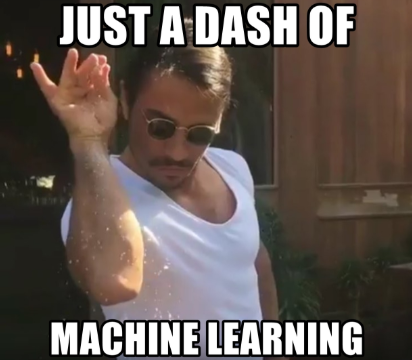 JUST A DASH OF
MACHINE LEARNING